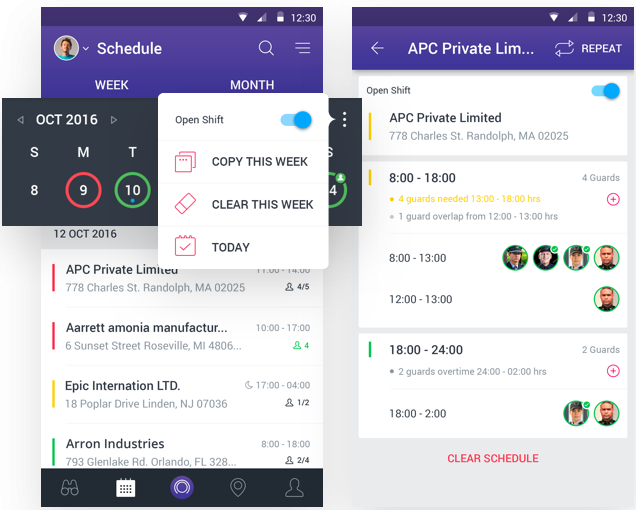 12:30
Schedule
WEEK MONTH
OCT 2016
S M T S
8 9 10 4
Open Shift
COPY THIS WEEK
CLEAR THIS WEEK
TODAY
12 OCT 2016
APC Private Limited 11:00 - 14:00
778 Charles St. Randolph, MA 02025 4/5
Aarrett amonia manufactur... 10:00 - 17:00
6 Sunset Street Roseville, MI 4806... 4
Epic Internation LTD. 17:00 - 04:00
18 Poplar Drive Linden, NJ 07036 1/2
Arron Industries 8:00 - 18:00
793 Glenlake Rd. Orlando, FL 328... 2/4
12:30
APC Private Lim... REPEAT
Open Shift
APC Private Limited
778 Charles St. Randolph, MA 02025
8:00 - 18:00 4 Guards
4 guards needed 13:00 - 18:00 hrs
1 guard overlap from 12:00 - 13:00 hrs
8:00 - 13:00
12:00 - 13:00
18:00 - 24:00 2 Guards
2 guards overtime 24:00 - 02:00 hrs
18:00 - 2:00
CLEAR SCHEDULE